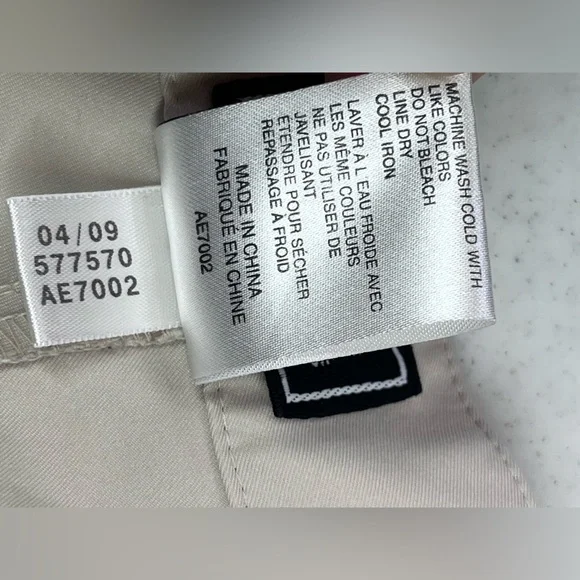 04/09
577570
AE7002
MACHINE WASH COLD WITH
LIKE COLORS
DO NOT BLEACH
LINE DRY
COOL IRON
LAVER À L'EAU FROIDE AVEC
LES MÊME COULEURS
NE PAS UTILISER DE
JAVELISANT
ÉTENDRE POUR SÉCHER
REPASSAGE À FROID
MADE IN CHINA
FABRIQUÉ EN CHINE
AE7002